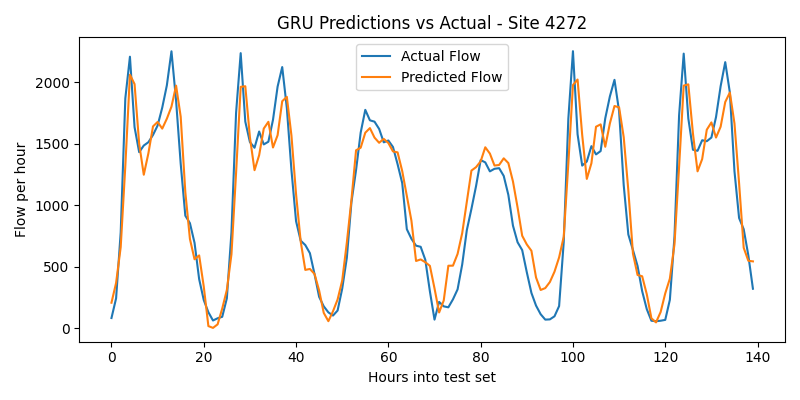 GRU Predictions vs Actual - Site 4272
Actual Flow
Predicted Flow
Flow per hour
2000
1500
1000
500
0
0 20 40 60 80 100 120 140
Hours into test set